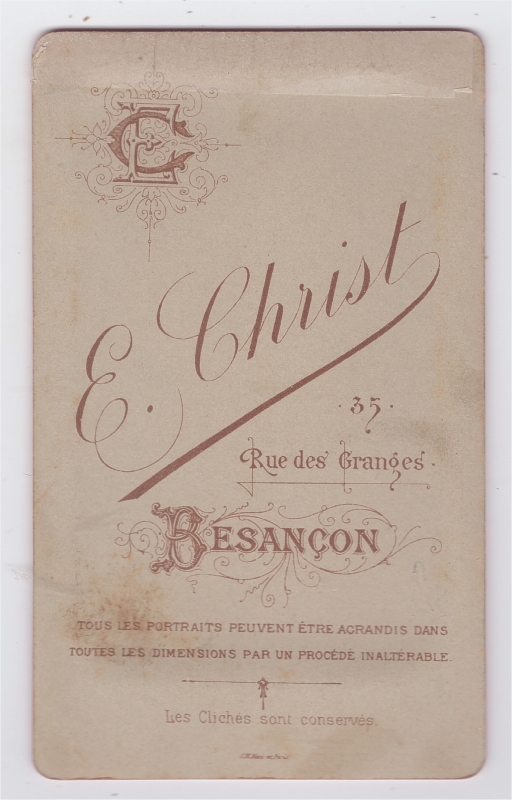 EC
E. Christ
· 35 ·
Rue des Granges ·
BESANÇON
TOUS LES PORTRAITS PEUVENT ÊTRE AGRANDIS DANS
TOUTES LES DIMENSIONS PAR UN PROCÉDÉ INALTÉRABLE.
Les Clichés sont conservés.